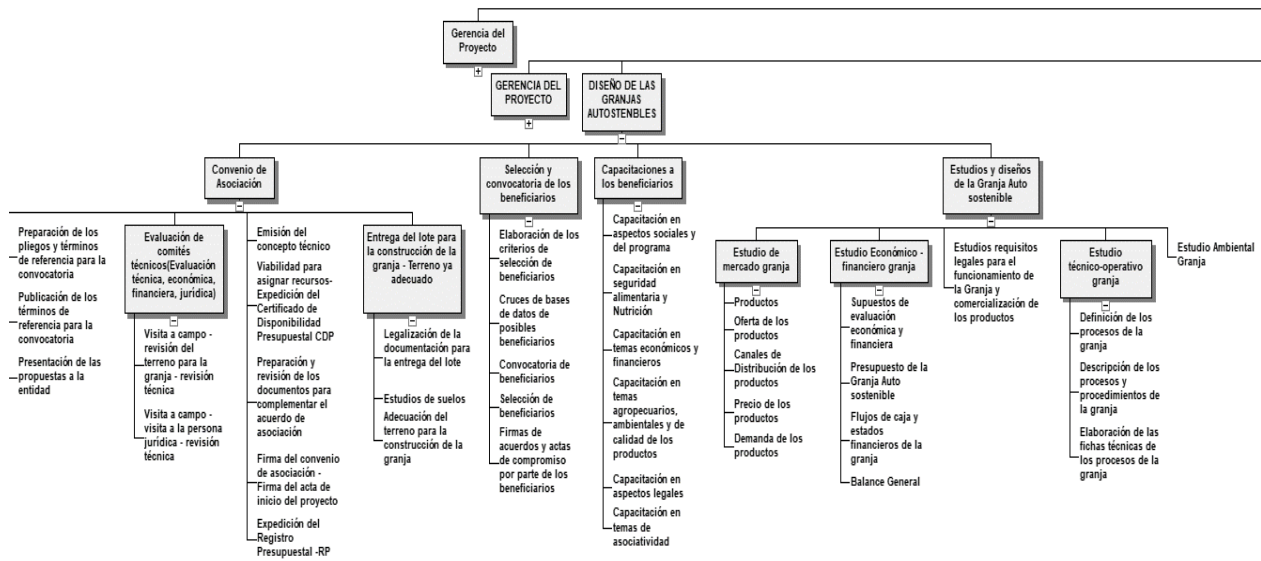 Gerencia del
Proyecto
GERENCIA DEL
PROYECTO
DISEÑO DE LAS
GRANJAS
AUTOSTENBLES
Convenio de
Asociación
Selección y
convocatoria de los
beneficiarios
Capacitaciones a
los beneficiarios
Estudios y diseños
de la Granja Auto
sostenible
Preparación de los
pliegos y términos
de referencia para la
convocatoria
Publicación de los
términos de
referencia para la
convocatoria
Presentación de las
propuestas a la
entidad
Evaluación de
comités
técnicos(Evaluación
técnica, económica,
financiera, jurídica)
Visita a campo -
revisión del
terreno para la
granja - revisión
técnica
Visita a campo -
visita a la persona
jurídica - revisión
técnica
Emisión del
concepto técnico
Viabilidad para
asignar recursos-
Expedición del
Certificado de
Disponibilidad
Presupuestal CDP
Preparación y
revisión de los
documentos para
complementar el
acuerdo de
asociación
Firma del convenio
de asociación -
Firma del acta de
inicio del proyecto
Expedición del
Registro
Presupuestal -RP
Entrega del lote para
la construcción de la
granja - Terreno ya
adecuado
Legalización de la
documentación para
la entrega del lote
Estudios de suelos
Adecuación del
terreno para la
construcción de la
granja
Elaboración de los
criterios de
selección de
beneficiarios
Cruces de bases
de datos de
posibles
beneficiarios
Convocatoria de
beneficiarios
Selección de
beneficiarios
Firmas de
acuerdos y actas
de compromiso
por parte de los
beneficiarios
Capacitación en
aspectos sociales y
del programa
Capacitación en
seguridad
alimentaria y
Nutrición
Capacitación en
temas económicos y
financieros
Capacitación en
temas
agropecuarios,
ambientales y de
calidad de los
productos
Capacitación en
aspectos legales
Capacitación en
temas de
asociatividad
Estudio de
mercado granja
Productos
Oferta de los
productos
Canales de
Distribución de los
productos
Precio de los
productos
Demanda de los
productos
Estudio Económico -
financiero granja
Supuestos de
evaluación
económica y
financiera
Presupuesto de la
Granja Auto
sostenible
Flujos de caja y
estados
financieros de la
granja
Balance General
Estudios requisitos
legales para el
funcionamiento de
la Granja y
comercialización de
los productos
Estudio
técnico-operativo
granja
Definición de los
procesos de la
granja
Descripción de los
procesos y
procedimientos de
la granja
Elaboración de las
fichas técnicas de
los procesos de la
granja
Estudio Ambiental
Granja